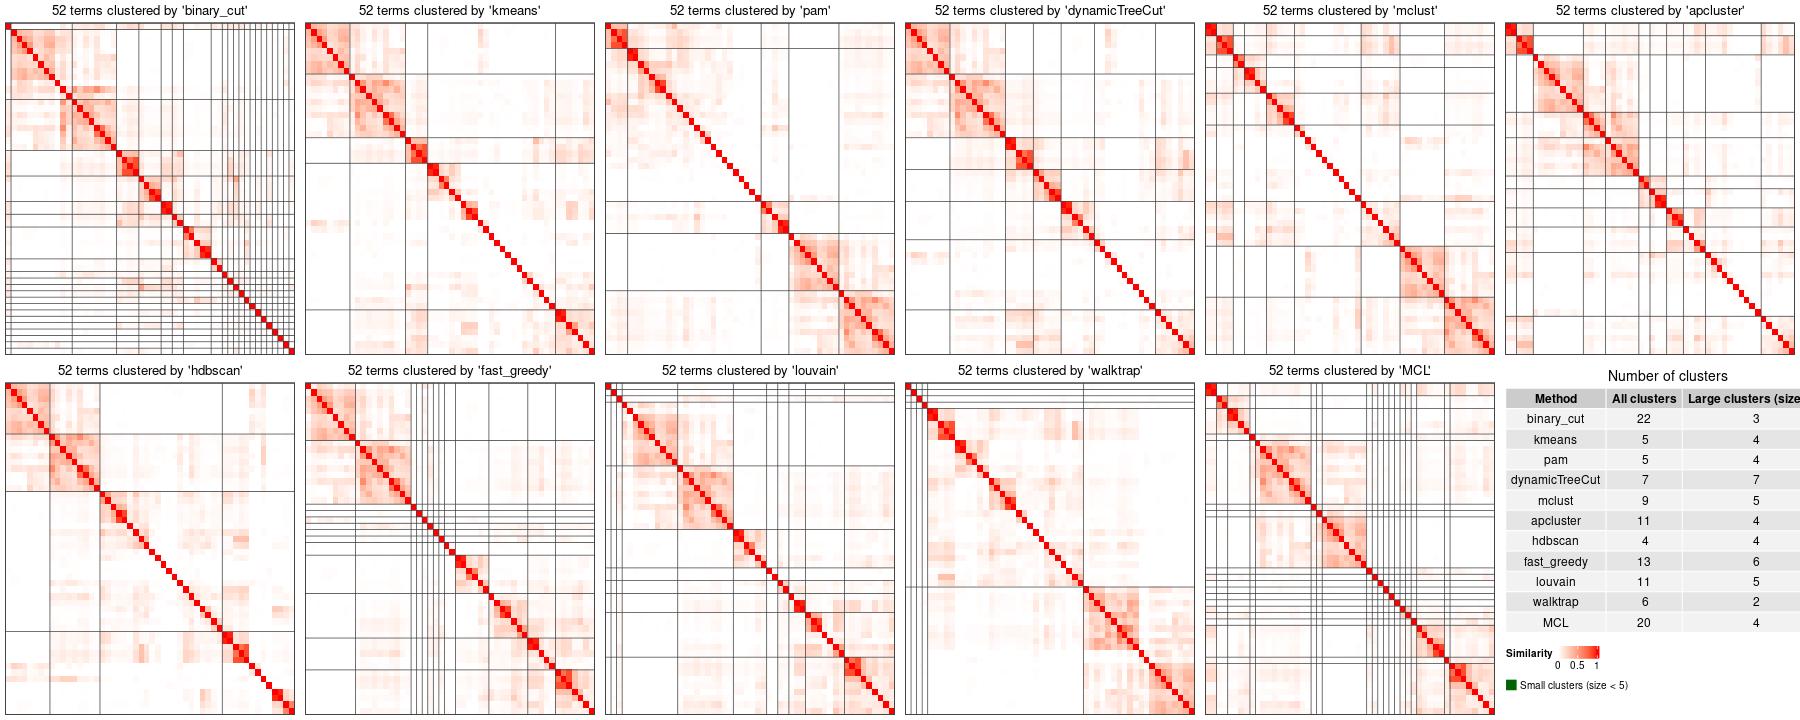 52 terms clustered by 'binary_cut'
52 terms clustered by 'kmeans'
52 terms clustered by 'pam'
52 terms clustered by 'dynamicTreeCut'
52 terms clustered by 'mclust'
52 terms clustered by 'apcluster'
52 terms clustered by 'hdbscan'
52 terms clustered by 'fast_greedy'
52 terms clustered by 'louvain'
52 terms clustered by 'walktrap'
52 terms clustered by 'MCL'
Number of clusters
Method All clusters Large clusters (size
binary_cut 22 3
kmeans 5 4
pam 5 4
dynamicTreeCut 7 7
mclust 9 5
apcluster 11 4
hdbscan 4 4
fast_greedy 13 6
louvain 11 5
walktrap 6 2
MCL 20 4
Similarity
0 0.5 1
Small clusters (size < 5)